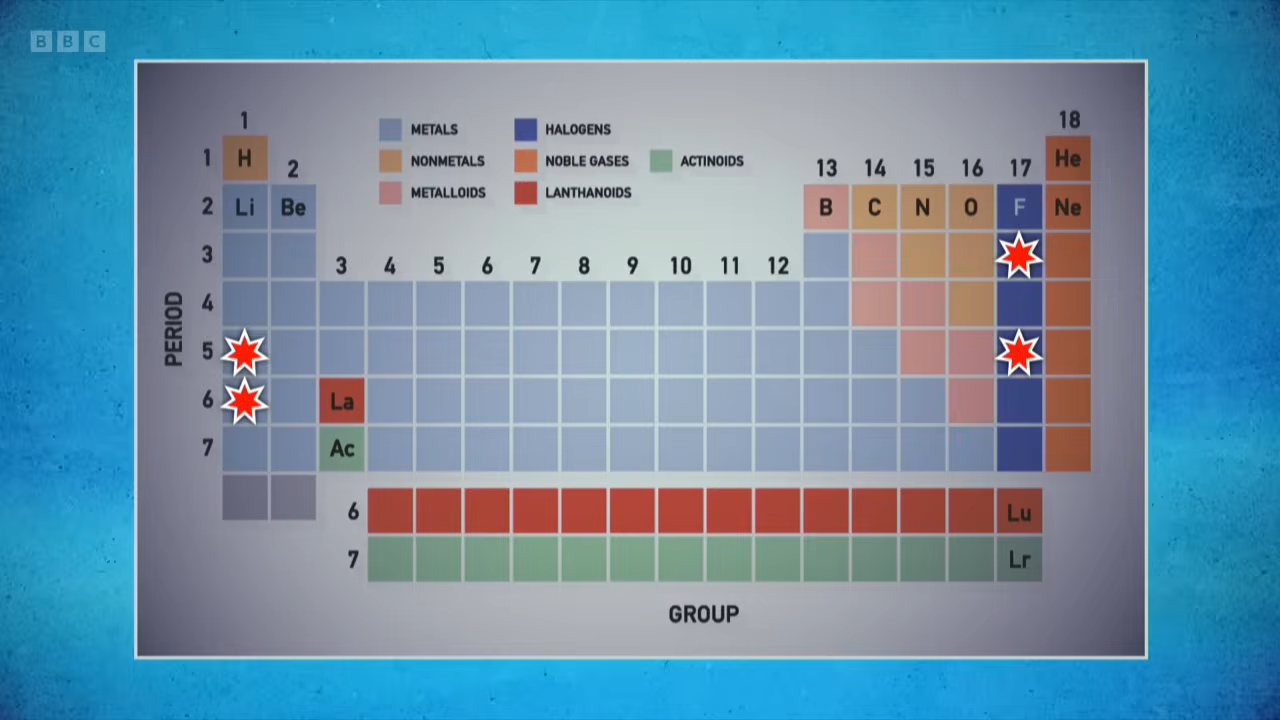 BBC
1
18
METALS
HALOGENS
1
H
He
NONMETALS
NOBLE GASES
ACTINOIDS
2
13
14
15
16
17
METALLOIDS
LANTHANOIDS
2
Li
Be
B
C
N
O
F
Ne
3
3
4
5
6
7
8
9
10
11
12
4
PERIOD
5
6
La
7
Ac
6
Lu
7
Lr
GROUP